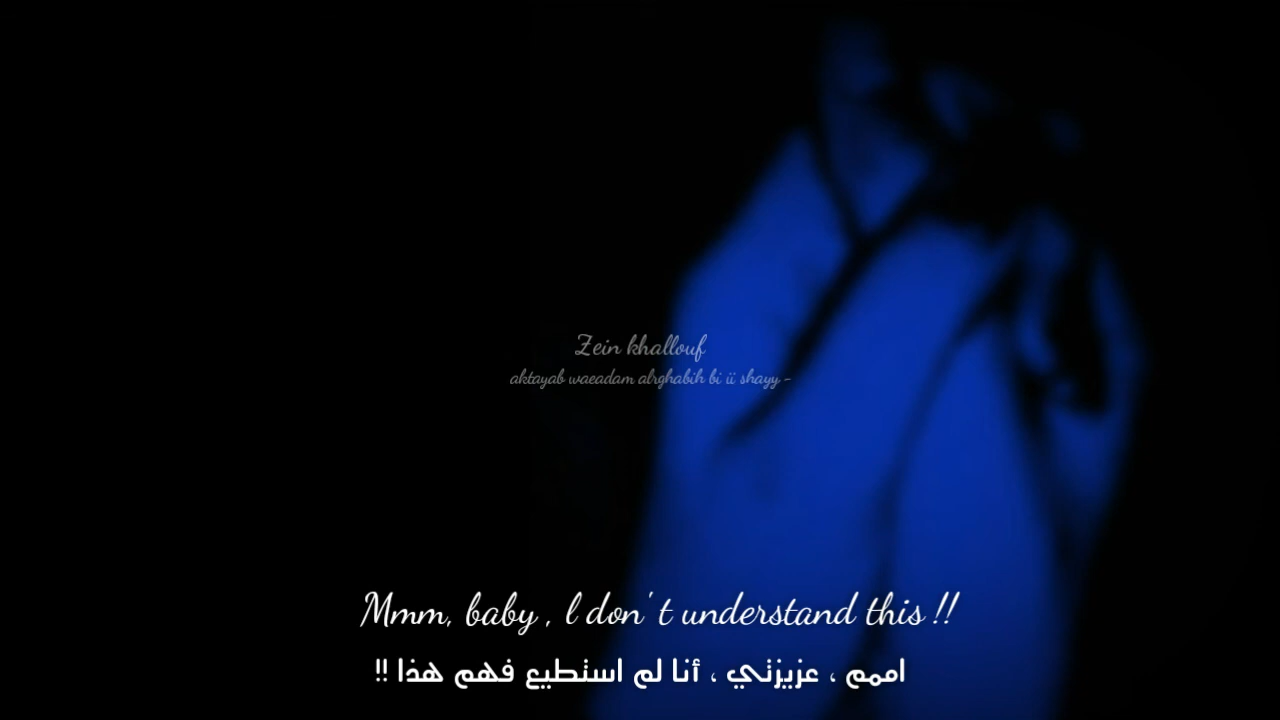 Zein khallouf
aktayab waeadam alrghabih bi ii shayy -
Mmm, baby , l don' t understand this !!
اممم ، عزيزتي ، أنا لم استطيع فهم هذا !!